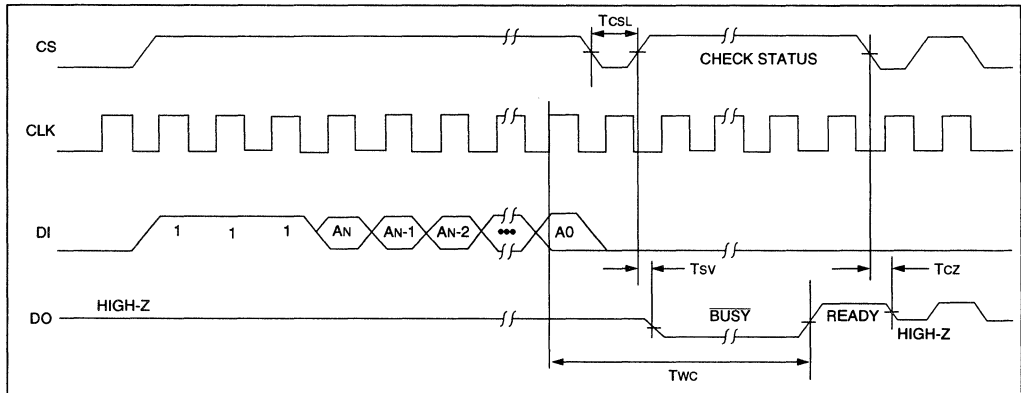 TCSL
CS
CHECK STATUS
CLK
DI
1 1 1 AN AN-1 AN-2 ••• A0
TSV
TCZ
HIGH-Z
DO
BUSY
READY
HIGH-Z
TWC